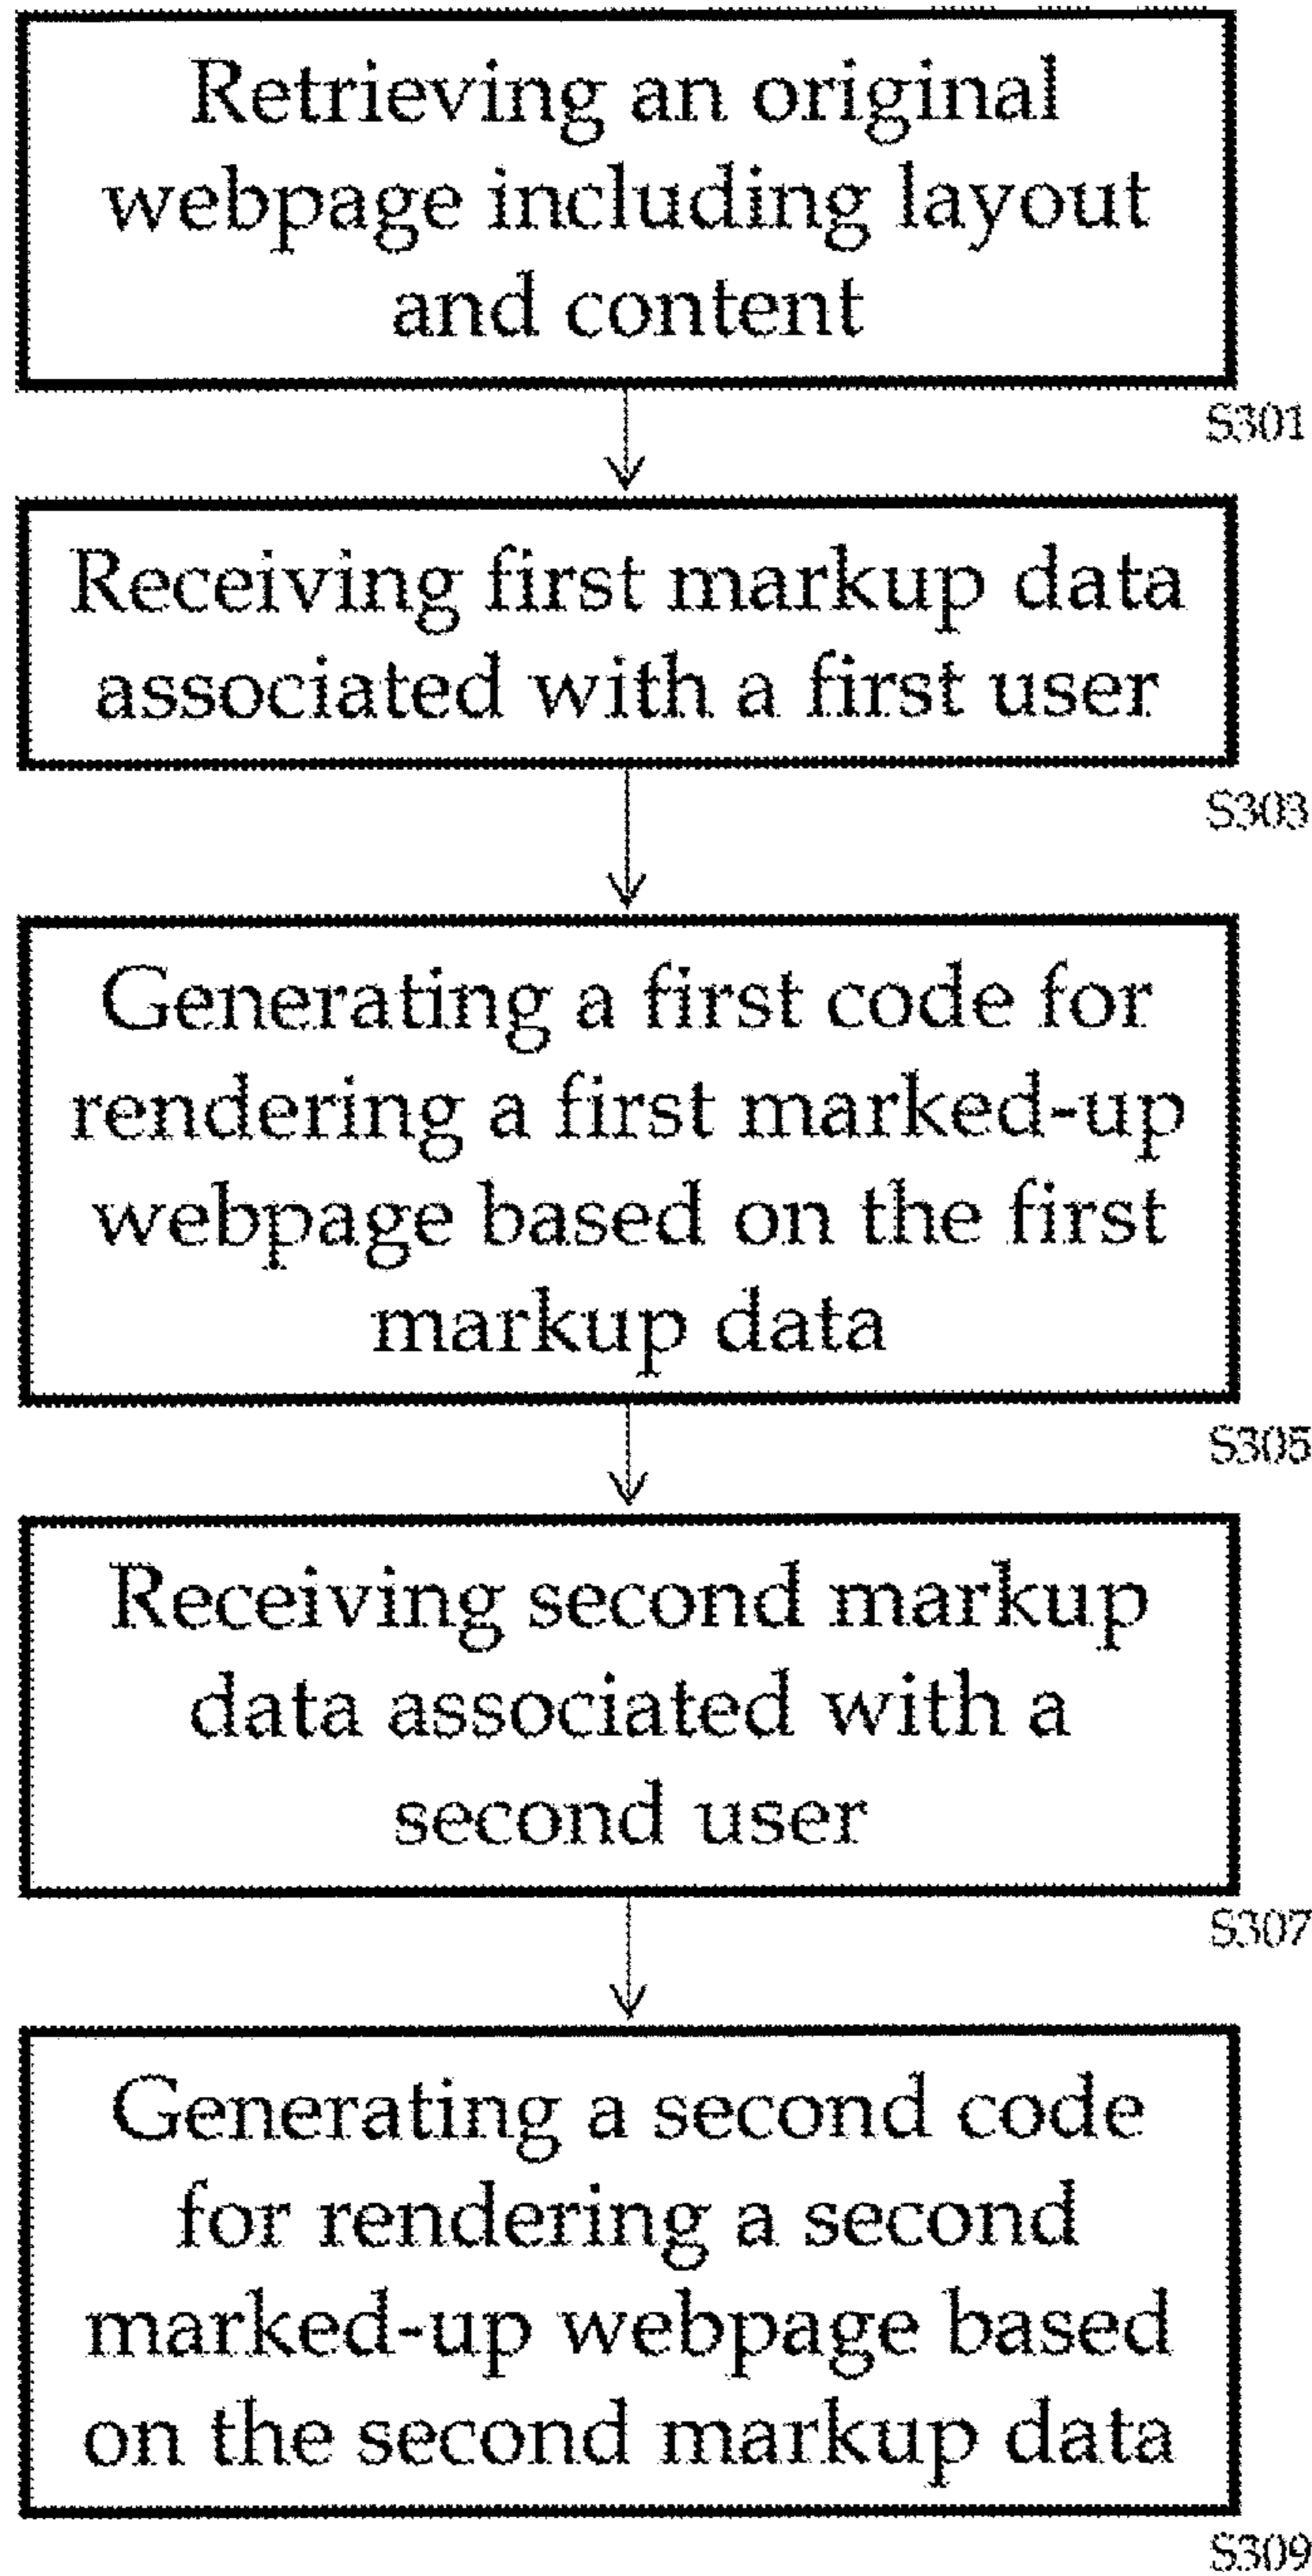 Retrieving an original
webpage including layout
and content
S301
Receiving first markup data
associated with a first user
S303
Generating a first code for
rendering a first marked-up
webpage based on the first
markup data
S305
Receiving second markup
data associated with a
second user
S307
Generating a second code
for rendering a second
marked-up webpage based
on the second markup data
S309